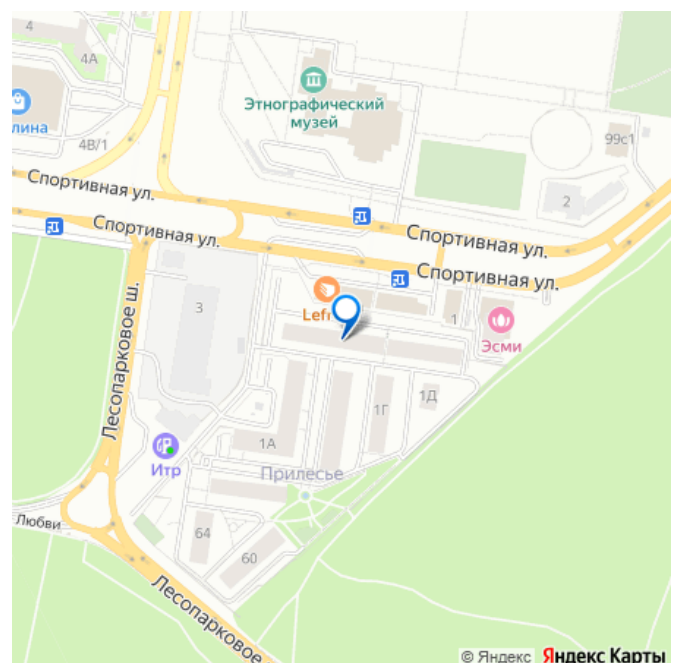 4
4А
лина
4В/1
Этнографический
музей
99с1
2
Спортивная ул.
Спортивная ул.
Спортивная ул.
Спортивная ул.
Лесопарковое ш.
3
Lef
1
Эсми
1Д
1Г
1А
Итр
Прилесье
Любви
64
60
Лесопарковое
© Яндекс Яндекс Карты